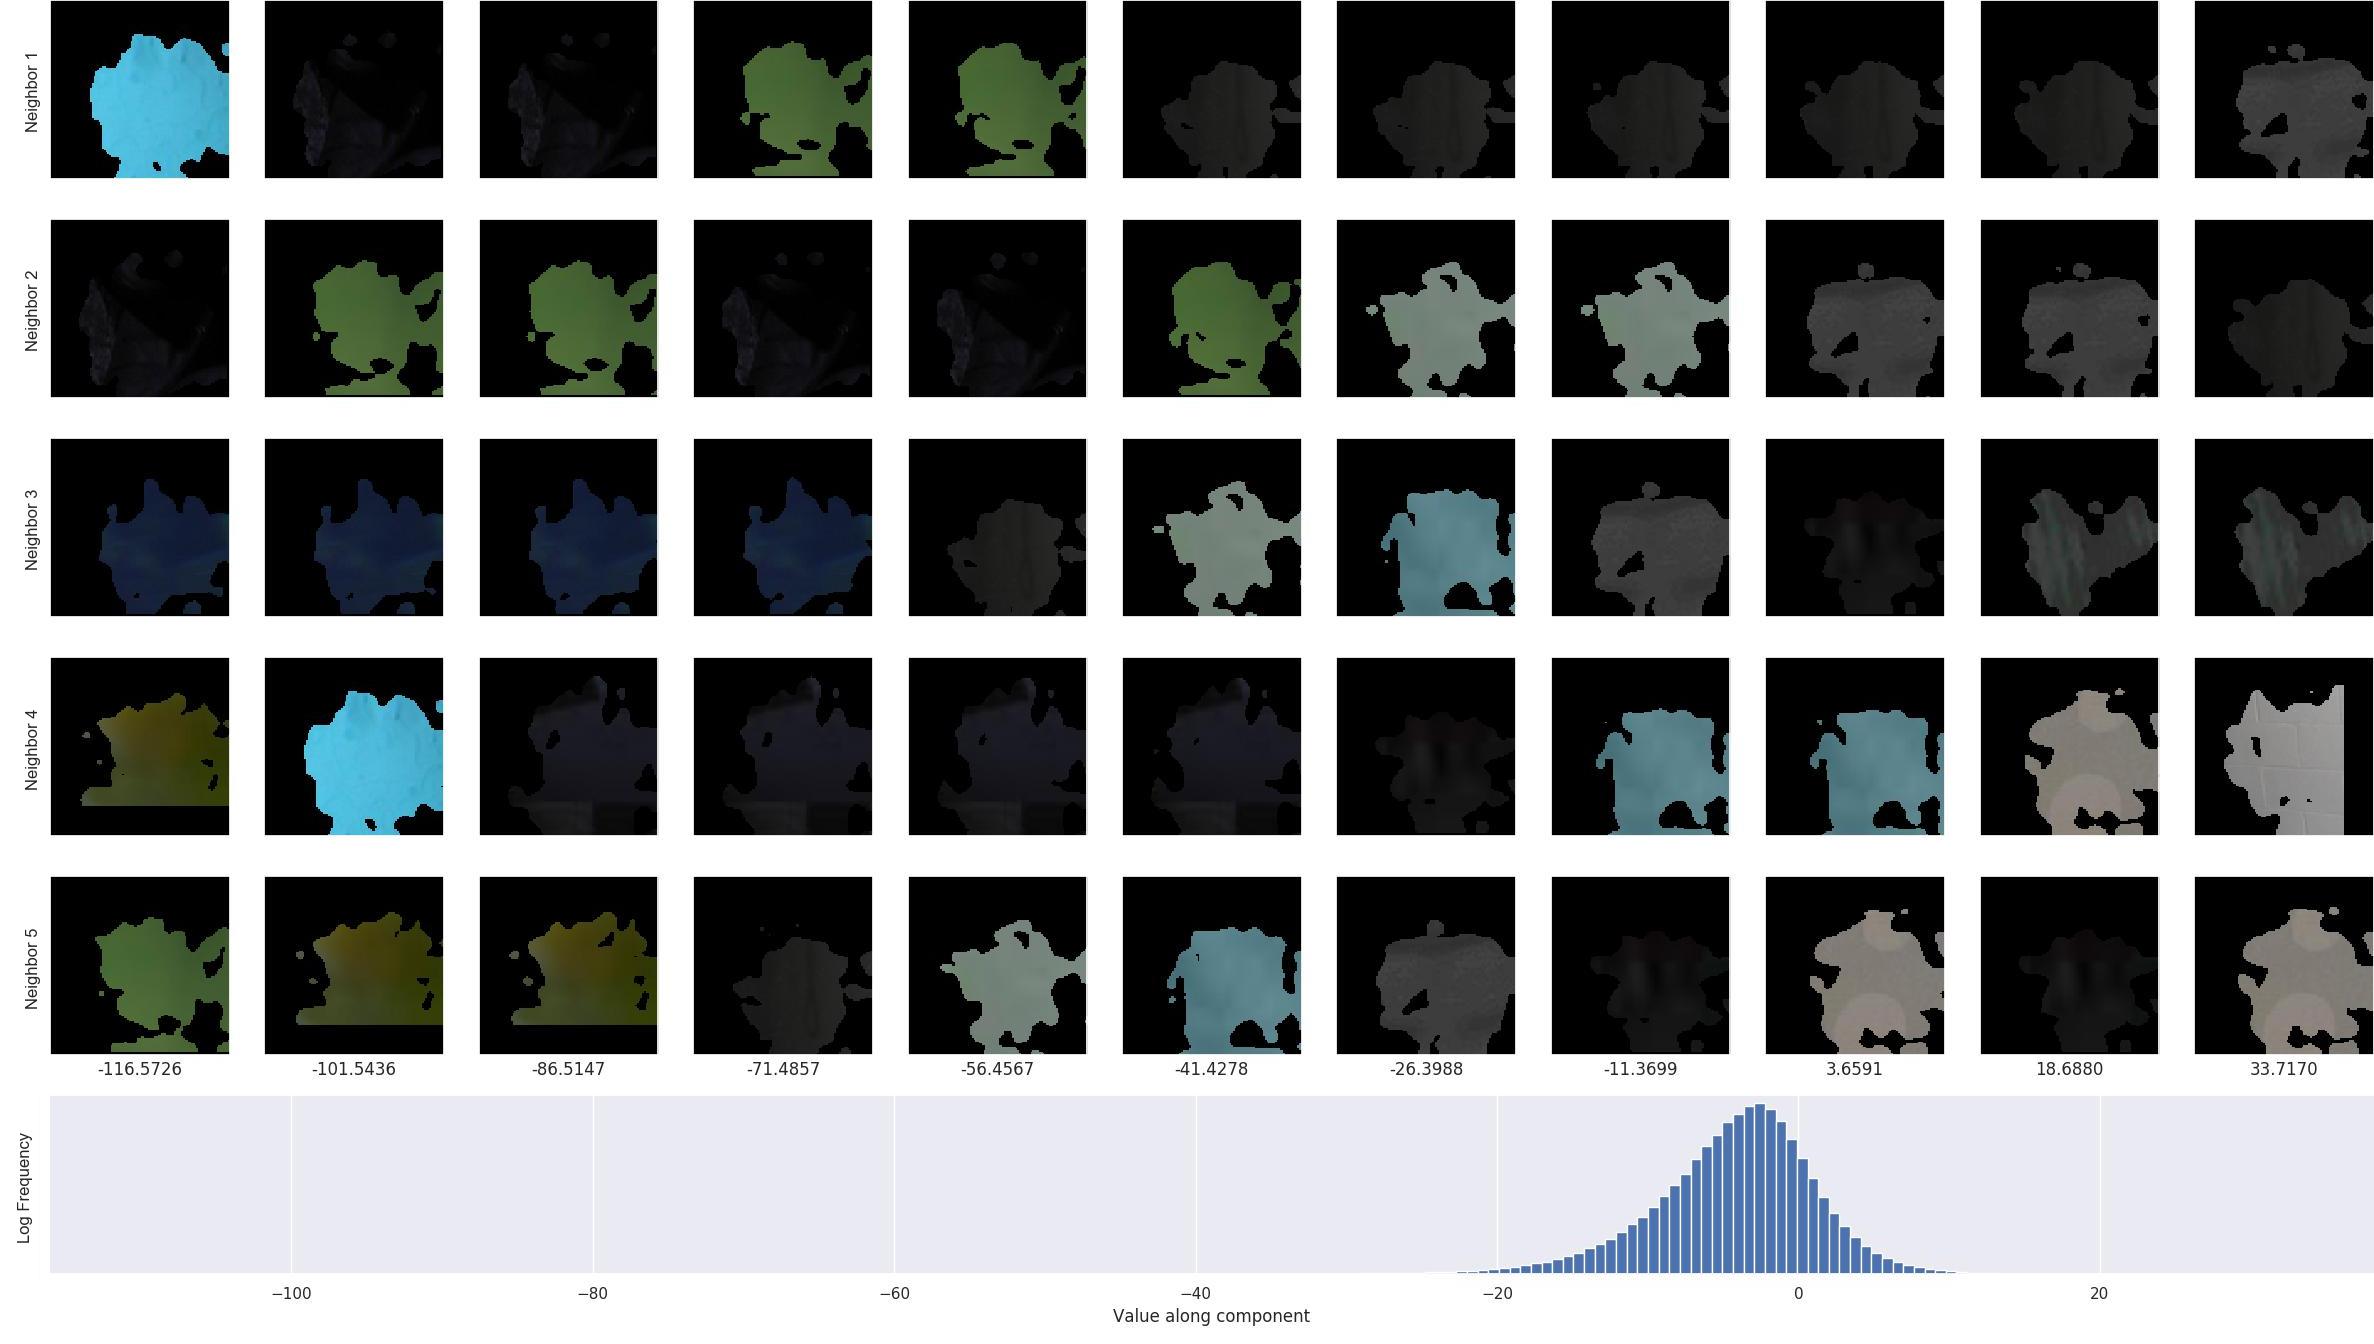 Neighbor 1
Neighbor 2
Neighbor 3
Neighbor 4
Neighbor 5
-116.5726 -101.5436 -86.5147 -71.4857 -56.4567 -41.4278 -26.3988 -11.3699 3.6591 18.6880 33.7170
Log Frequency
−100 −80 −60 −40 −20 0 20
Value along component